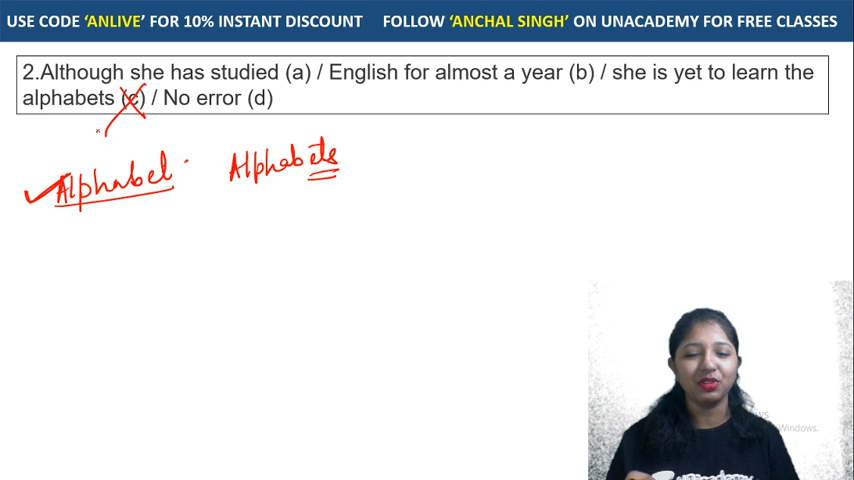 USE CODE ‘ANLIVE’ FOR 10% INSTANT DISCOUNT FOLLOW ‘ANCHAL SINGH’ ON UNACADEMY FOR FREE CLASSES
2.Although she has studied (a) / English for almost a year (b) / she is yet to learn the
alphabets (c) / No error (d)
Alphabet Alphabets
Windows.